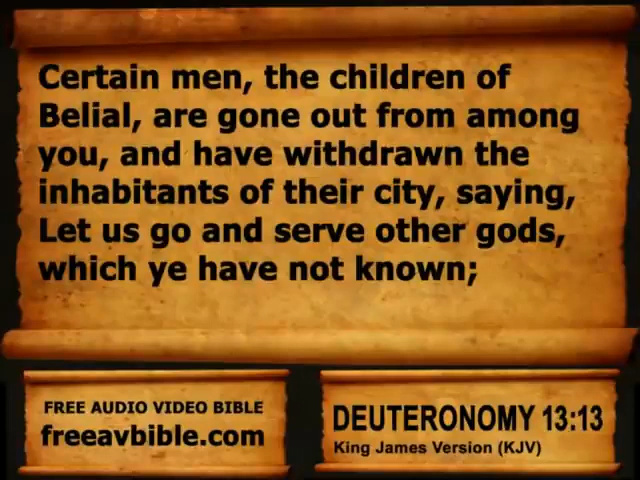 Certain men, the children of
Belial, are gone out from among
you, and have withdrawn the
inhabitants of their city, saying,
Let us go and serve other gods,
which ye have not known;
FREE AUDIO VIDEO BIBLE
freeavbible.com
DEUTERONOMY 13:13
King James Version (KJV)